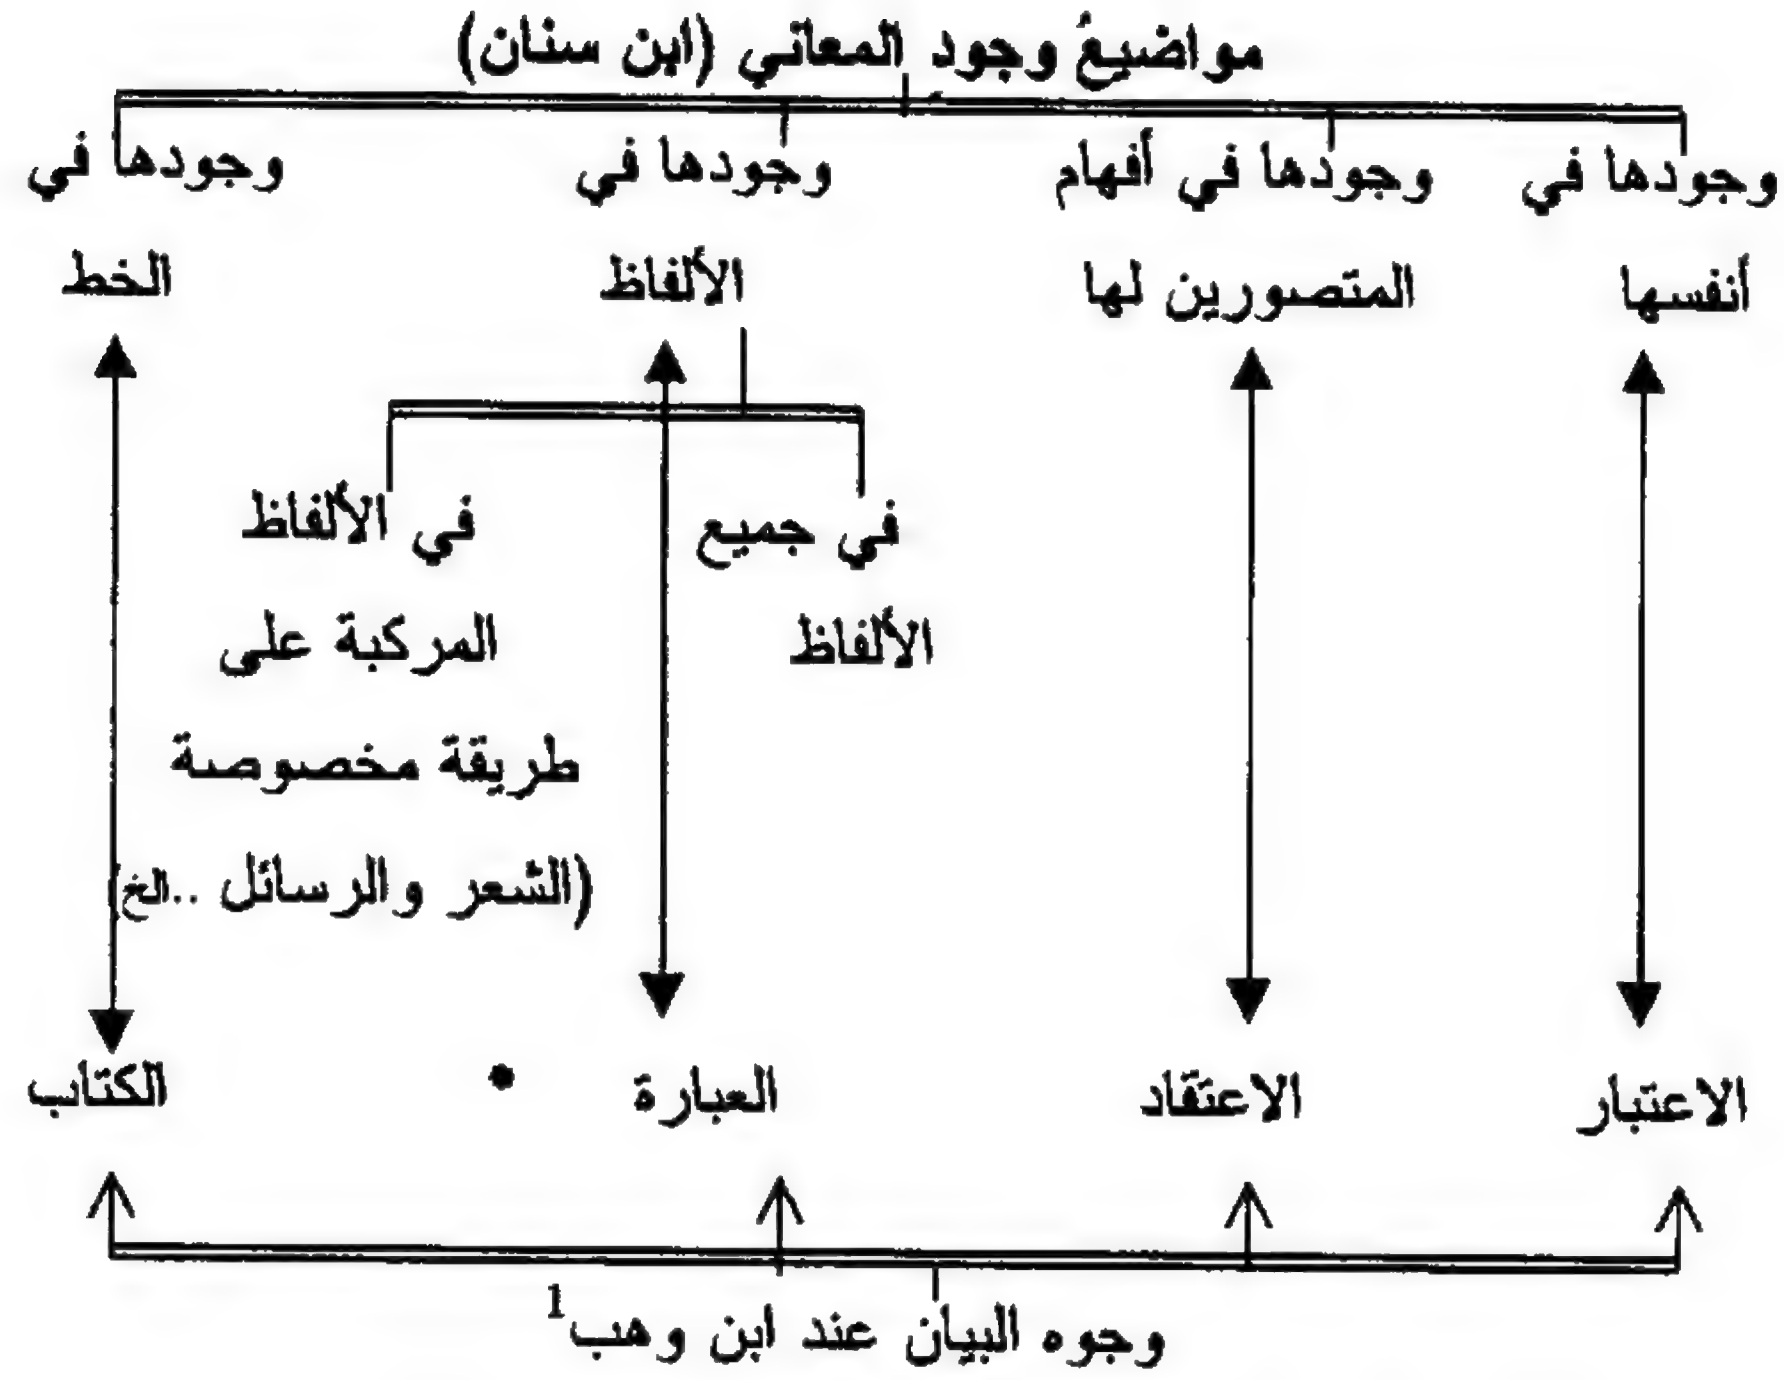 مواضيعُ وجود المعاني (ابن سنان)
وجودها في
أنفسها
وجودها في أفهام
المتصورين لها
وجودها في
الألفاظ
وجودها في
الخط
في جميع
الألفاظ
في الألفاظ
المركبة على
طريقة مخصوصة
(الشعر والرسائل ..الخ)
الاعتبار
الاعتقاد
العبارة •
الكتاب
وجوه البيان عند ابن وهب1